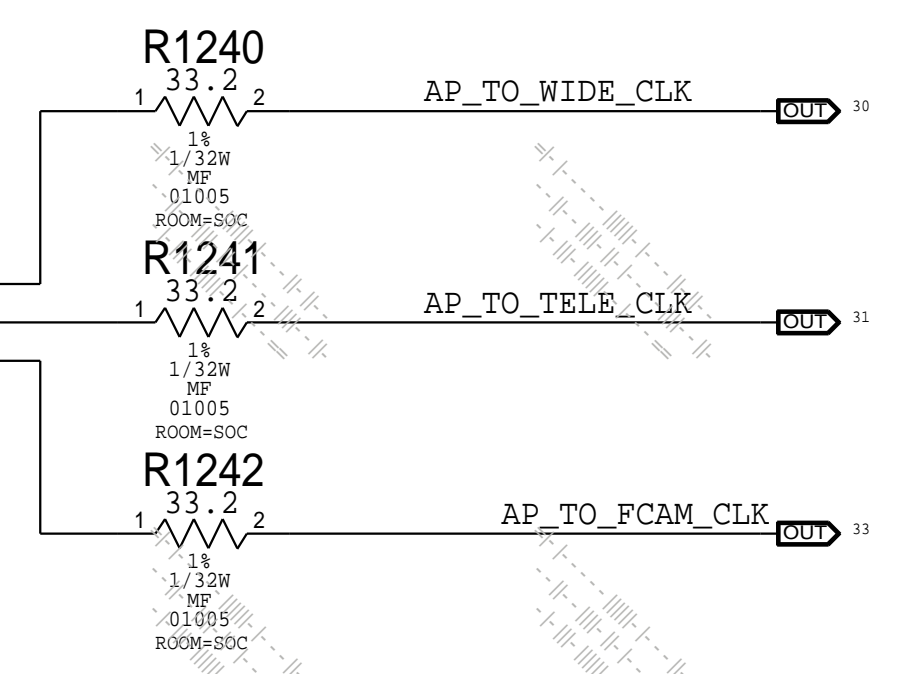 R1240
33.2
1 2 AP_TO_WIDE_CLK OUT 30
1%
1/32W
MF
01005
ROOM=SOC
R1241
33.2
1 2 AP_TO_TELE_CLK OUT 31
1%
1/32W
MF
01005
ROOM=SOC
R1242
33.2
1 2 AP_TO_FCAM_CLK OUT 33
1%
1/32W
MF
01005
ROOM=SOC